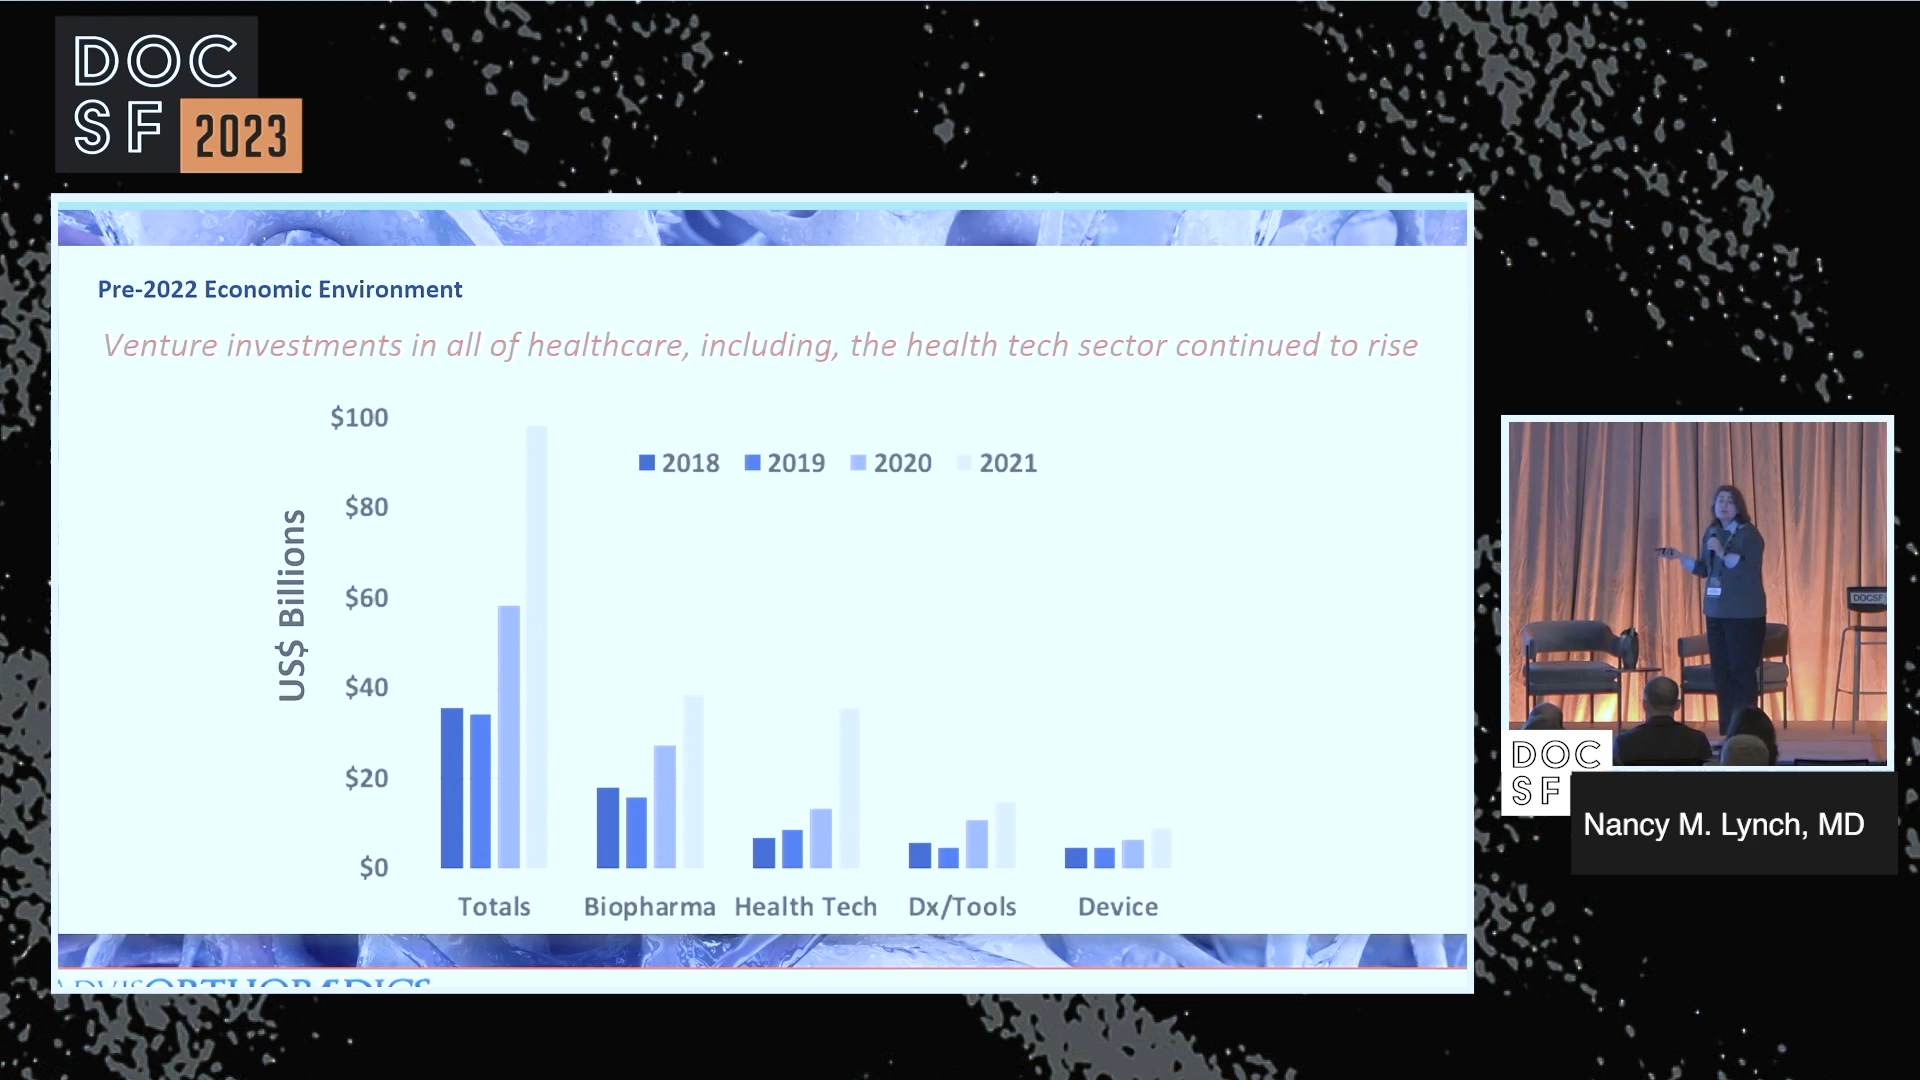 DOC
SF 2023
Pre-2022 Economic Environment
Venture investments in all of healthcare, including, the health tech sector continued to rise
$100
$80
$60
$40
$20
$0
US$ Billions
2018 2019 2020 2021
Totals Biopharma Health Tech Dx/Tools Device
ADVISORTHOPÆDICS
DOCSF
DOC
SF
Nancy M. Lynch, MD